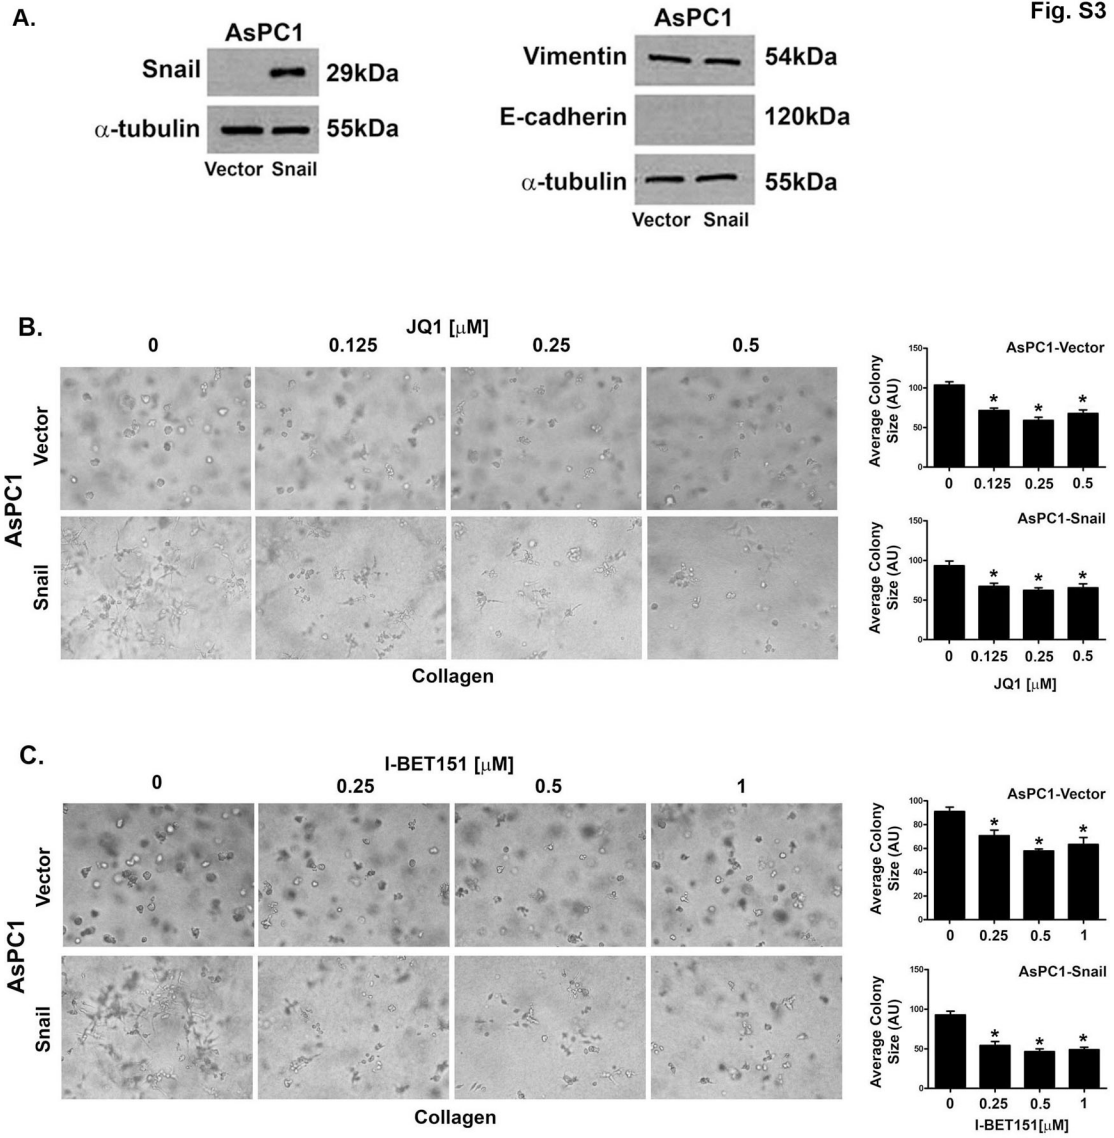 A.
Fig. S3
AsPC1
Snail
29kDa
α-tubulin
55kDa
Vector Snail
AsPC1
Vimentin
54kDa
E-cadherin
120kDa
α-tubulin
55kDa
Vector Snail
B.
JQ1 [µM]
0 0.125 0.25 0.5
AsPC1
Vector
Snail
Collagen
AsPC1-Vector
Average Colony
Size (AU)
150
100
50
0
* * *
0 0.125 0.25 0.5
AsPC1-Snail
Average Colony
Size (AU)
150
100
50
0
* * *
0 0.125 0.25 0.5
JQ1 [µM]
C.
I-BET151 [µM]
0 0.25 0.5 1
AsPC1
Vector
Snail
Collagen
AsPC1-Vector
Average Colony
Size (AU)
100
80
60
40
20
0
* * *
0 0.25 0.5 1
AsPC1-Snail
Average Colony
Size (AU)
150
100
50
0
* * *
0 0.25 0.5 1
I-BET151[µM]